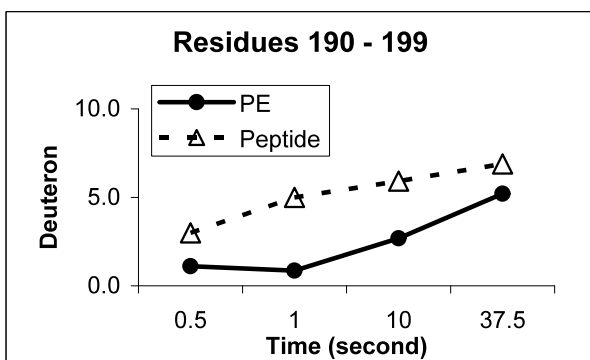 Residues 190 - 199
PE
Peptide
10.0
5.0
0.0
Deuteron
0.5 1 10 37.5
Time (second)